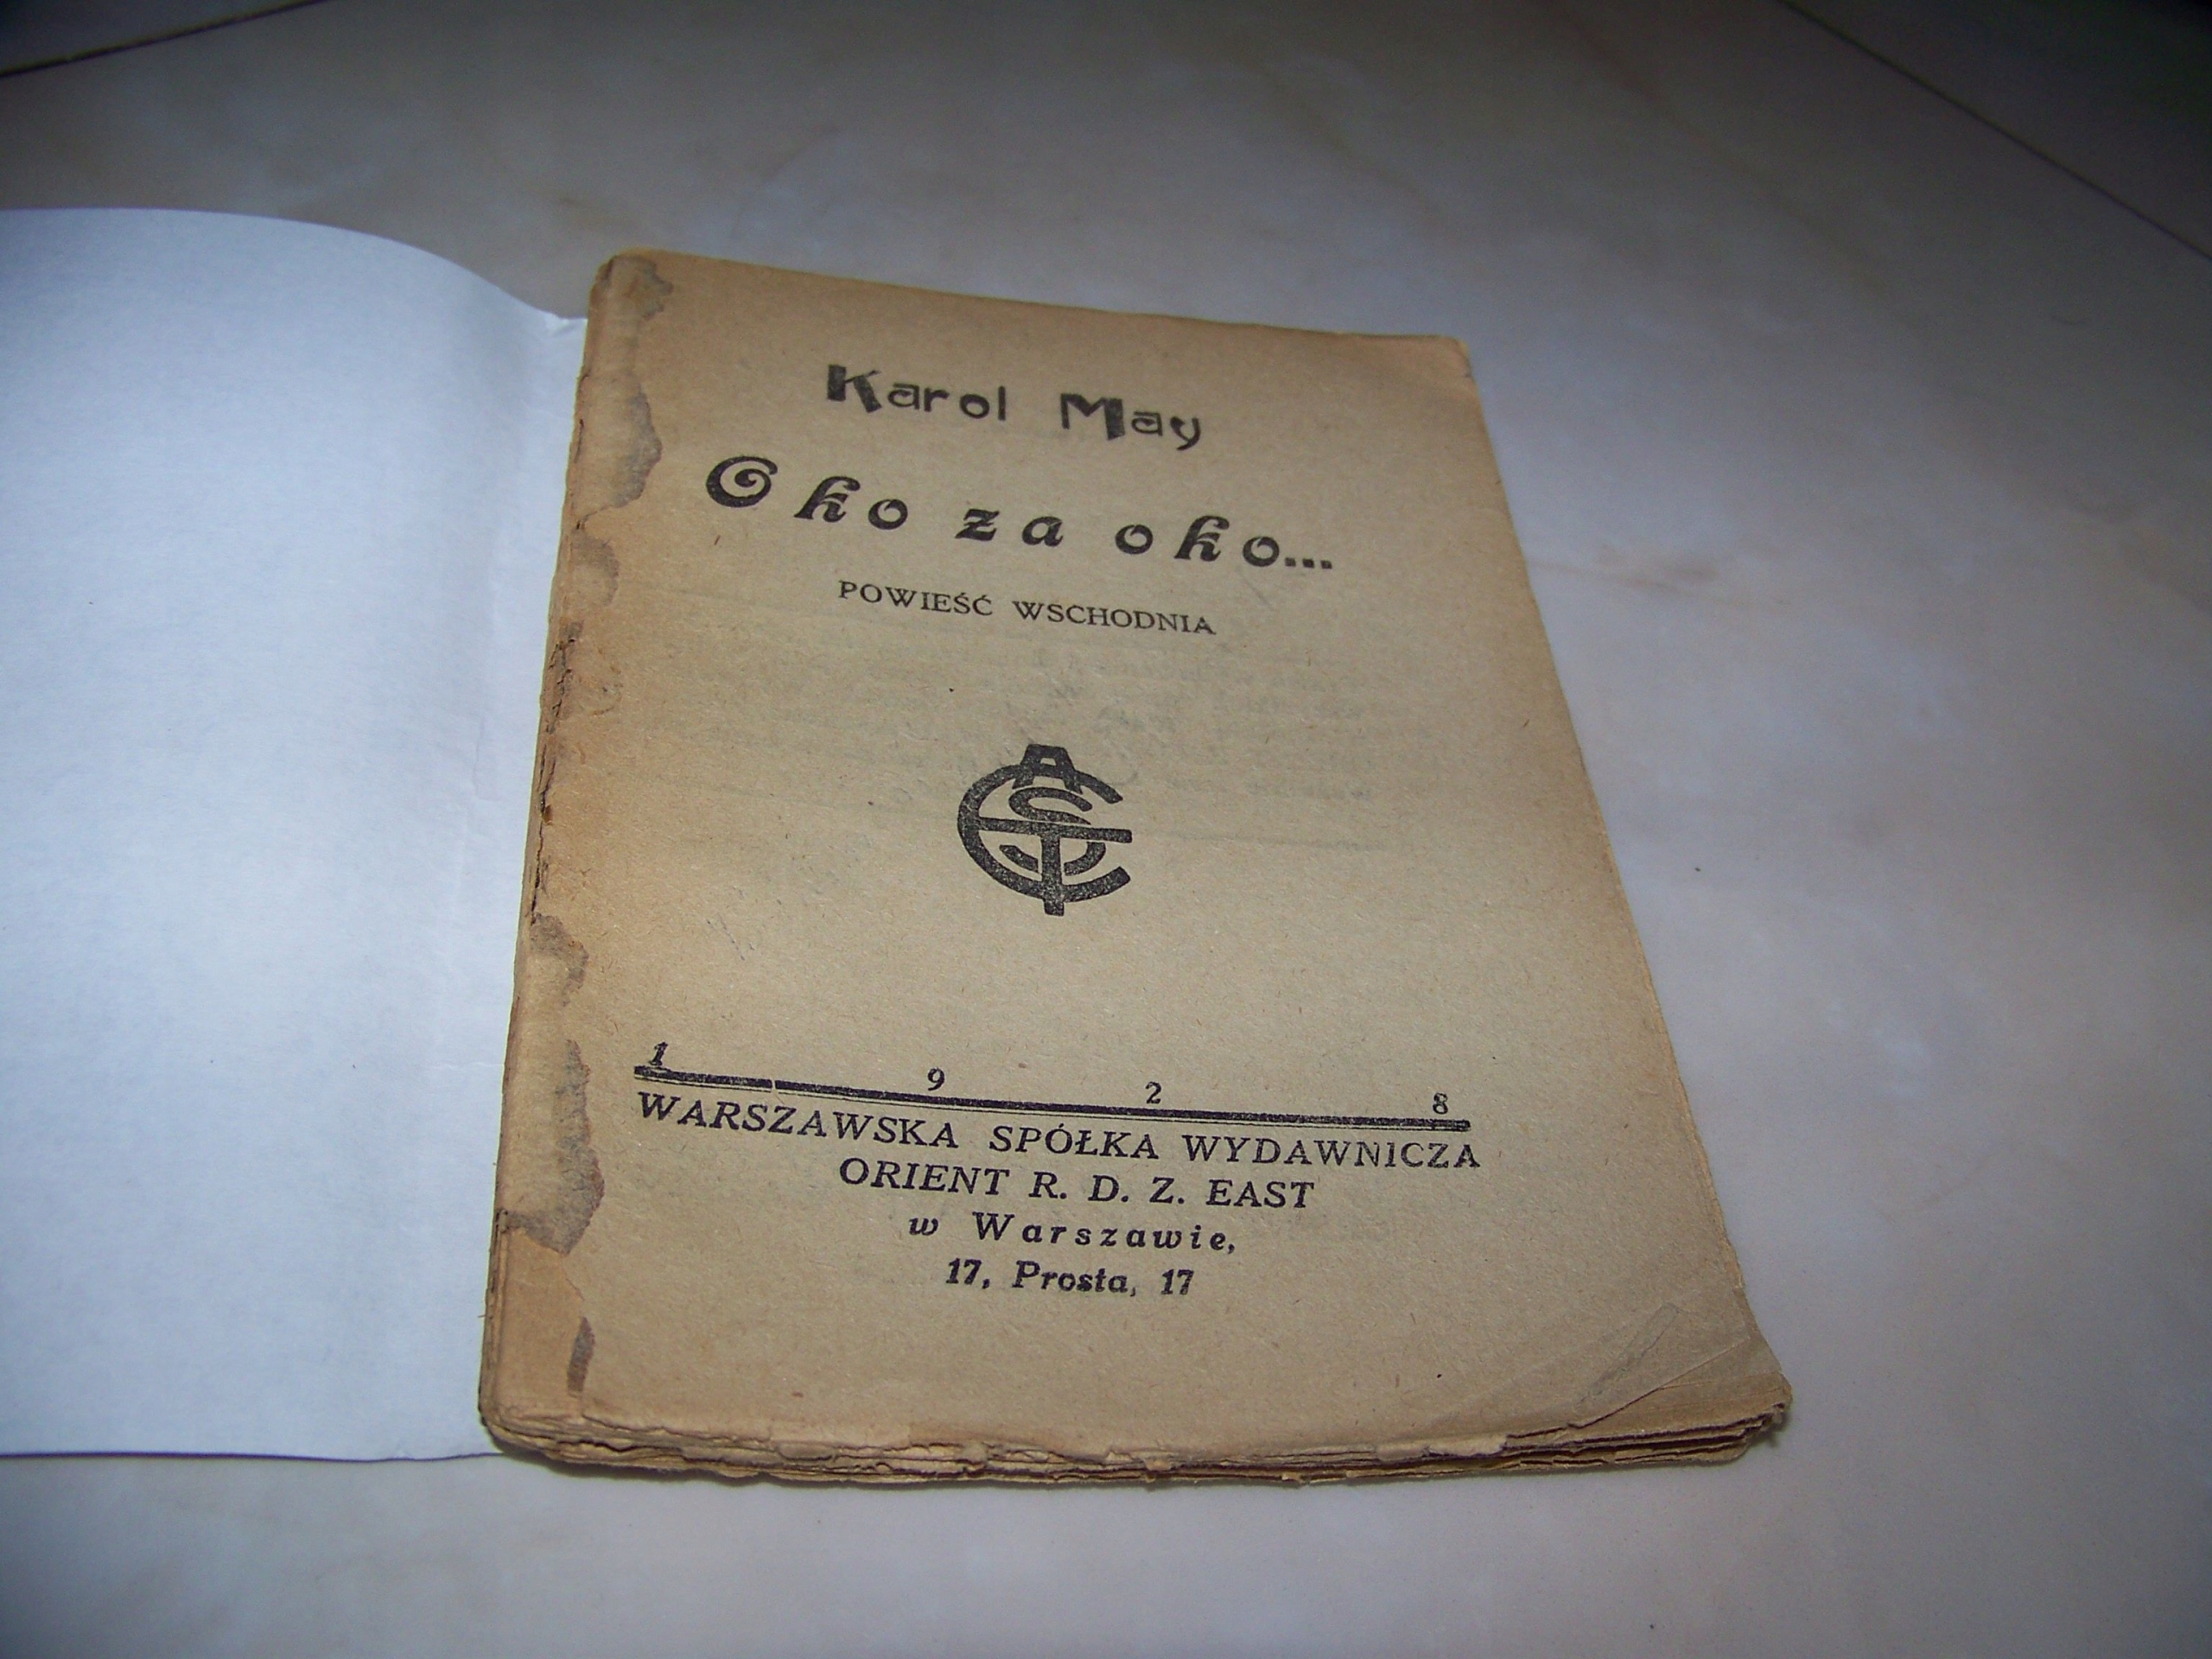 Karol May
Oko za oko...
POWIEŚĆ WSCHODNIA
1 9 2 8
WARSZAWSKA SPÓŁKA WYDAWNICZA
ORIENT R. D. Z. EAST
w Warszawie,
17, Prosta, 17